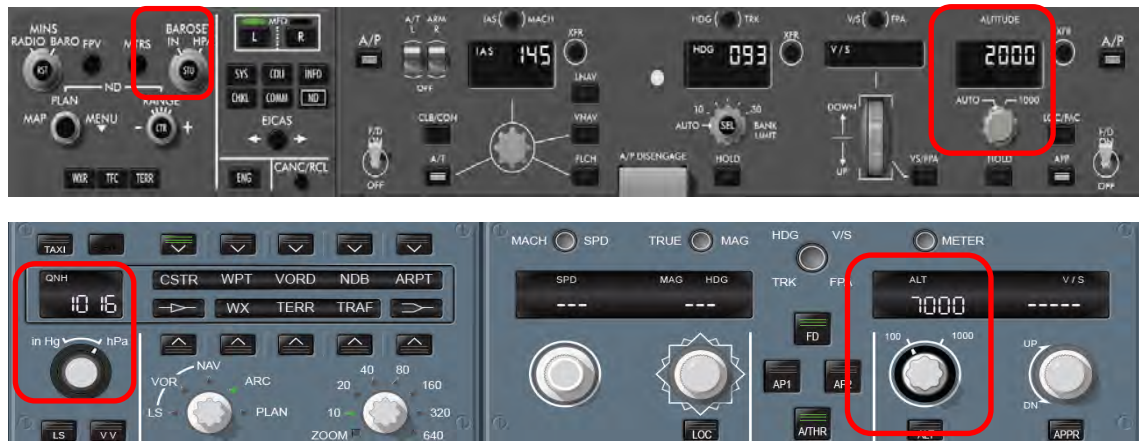 MINS BAROSET
RADIO BARO FPV MTRS IN HPA
RST STD
ND
PLAN RANGE
MAP MENU - CTR +
WXR TFC TERR
MFD
L R
SYS CDU INFO
CHKL COMM ND
EICAS
ENG CANC/RCL
A/P
A/T ARM
L R
OFF
IAS MACH
IAS 145
XFR
LNAV
VNAV
FLCH
CLB/CON
A/T
F/D
ON
OFF
HDG TRK
HDG 093
XFR
10 30
AUTO SEL BANK
LIMIT
HOLD
A/P DISENGAGE
V/S FPA
V/S
DOWN
UP
VS/FPA
ALTITUDE
2000
XFR
AUTO 1000
HOLD
A/P
LOC/FAC
APP
F/D
ON
OFF
TAXI
QNH
1016
in Hg hPa
LS VV
CSTR WPT VORD NDB ARPT
WX TERR TRAF
NAV
VOR ARC
LS PLAN
40 80
20 160
10 320
ZOOM 640
MACH SPD TRUE MAG HDG V/S METER
TRK FPA
SPD MAG HDG
--- ---
ALT V/S
7000 -----
FD
100 1000
UP
DN
AP1 AP2
LOC A/THR ALT APPR